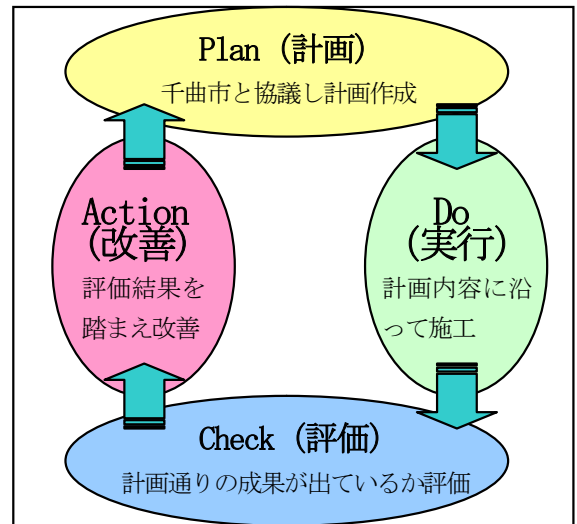 Plan (計画)
千曲市と協議し計画作成
Do
(実行)
計画内容に沿
って施工
Check (評価)
計画通りの成果が出ているか評価
Action
(改善)
評価結果を
踏まえ改善